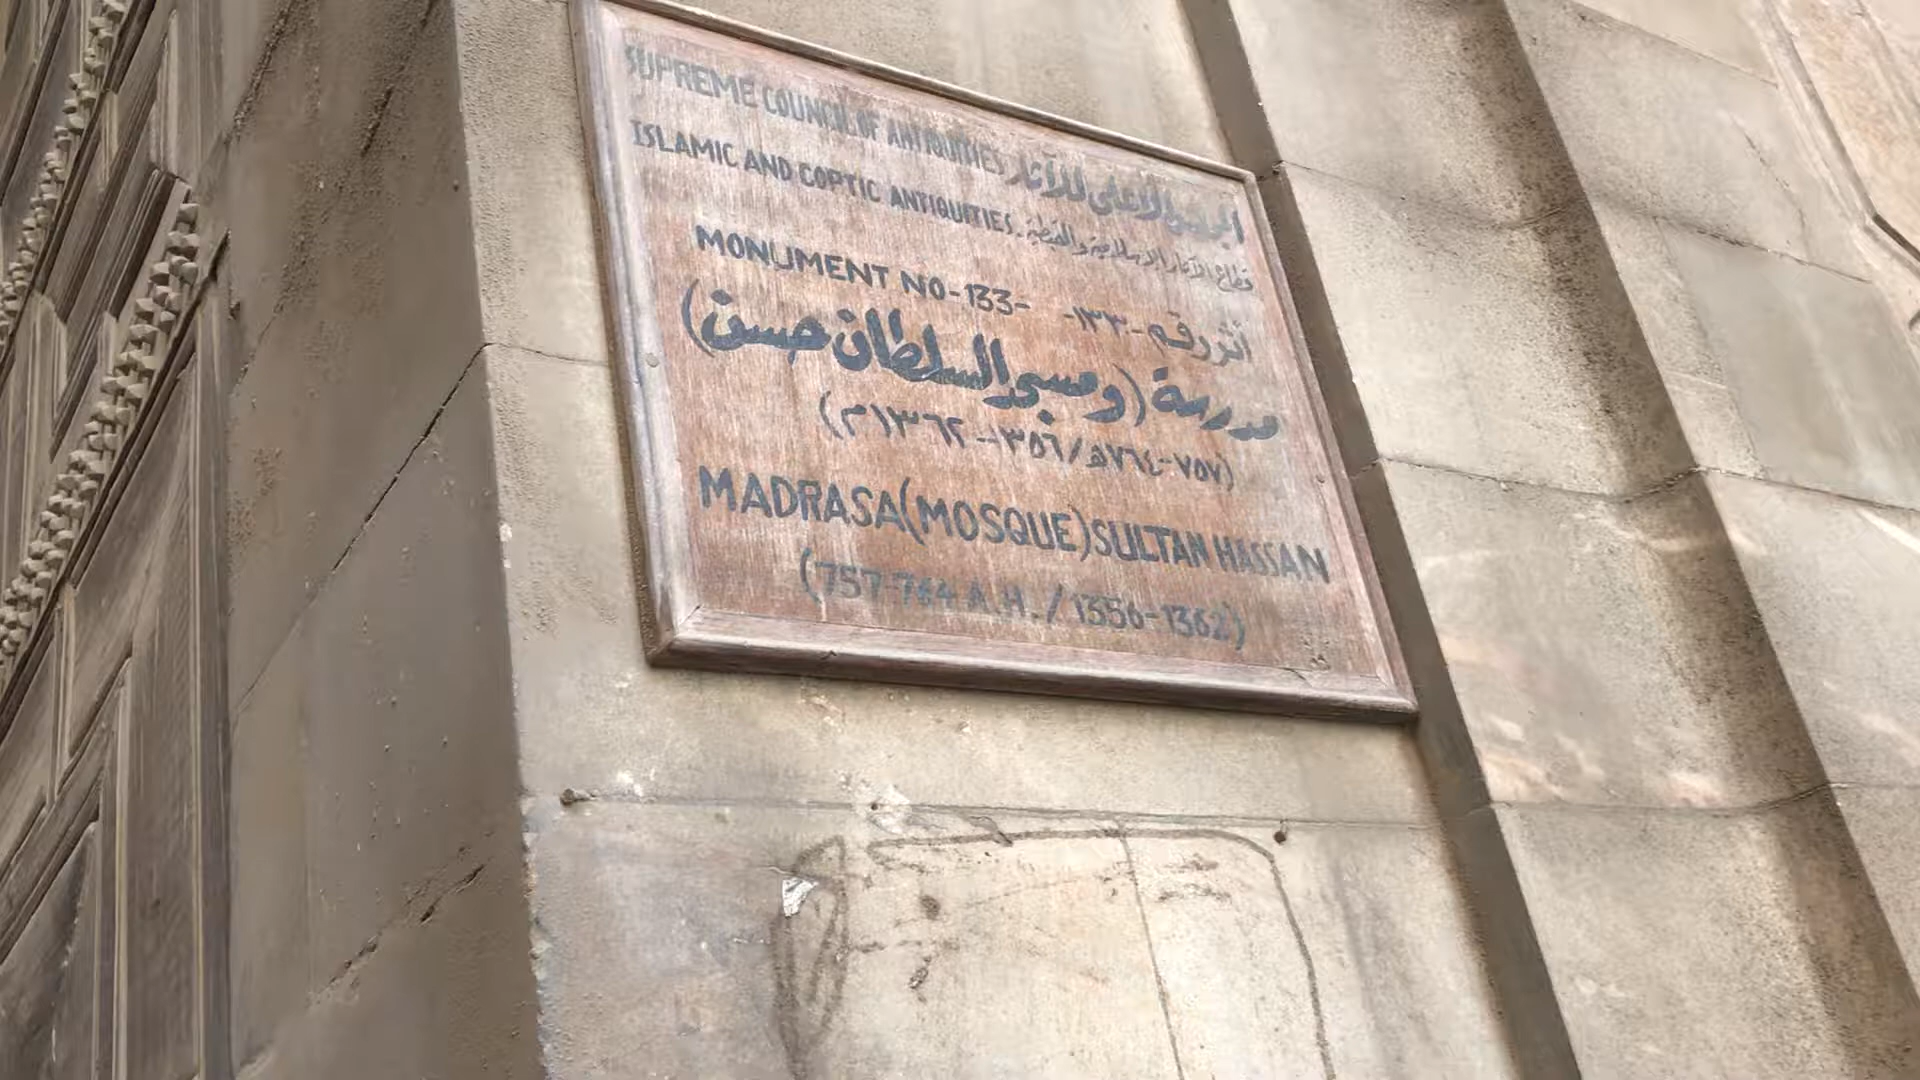 SUPREME COUNCIL OF ANTIQUITIES المجلس الأعلى للآثار
ISLAMIC AND COPTIC ANTIQUITIES. قطاع الآثار الإسلامية والقبطية
MONUMENT NO-133- أثر رقم -١٣٣-
مدرسة (ومسجد السلطان حسن)
(٧٥٧-٧٦٤ھ/١٣٥٦-١٣٦٢م)
MADRASA(MOSQUE)SULTAN HASSAN
(757-764 A.H./1356-1362)